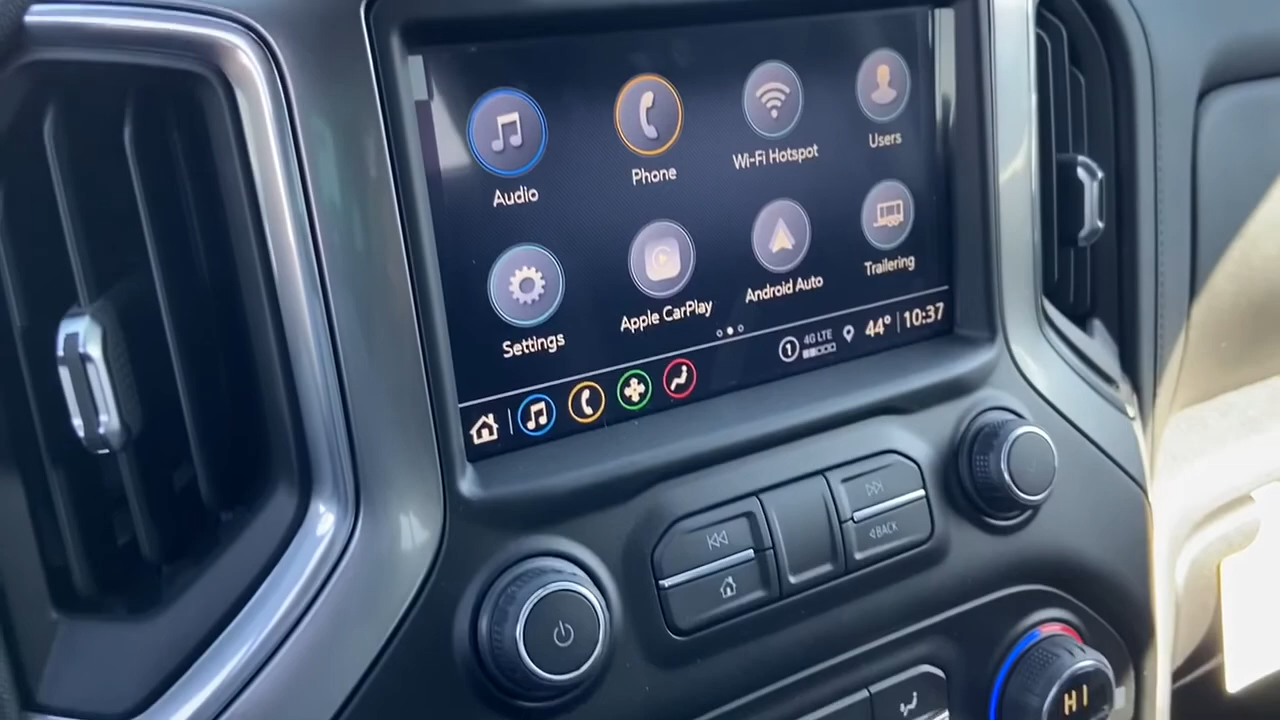 Audio
Phone
Wi-Fi Hotspot
Users
Settings
Apple CarPlay
Android Auto
Trailering
1
4G LTE
44° 10:37
BACK
HI